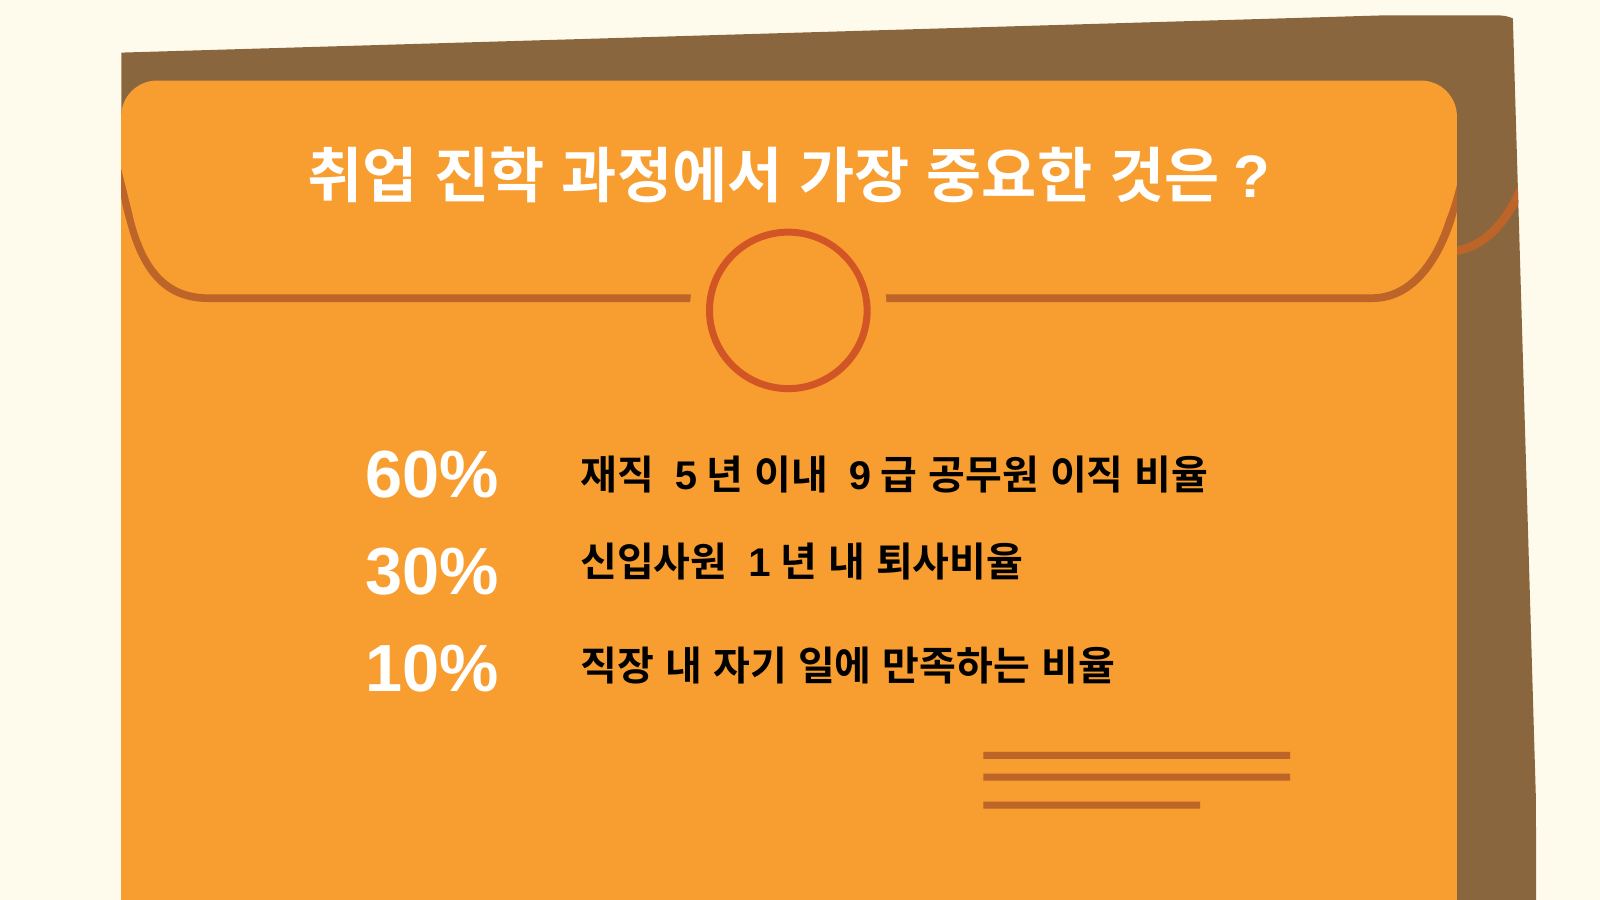 취업 진학 과정에서 가장 중요한 것은 ?
60% 재직 5 년 이내 9 급 공무원 이직 비율
30% 신입사원 1 년 내 퇴사비율
10% 직장 내 자기 일에 만족하는 비율